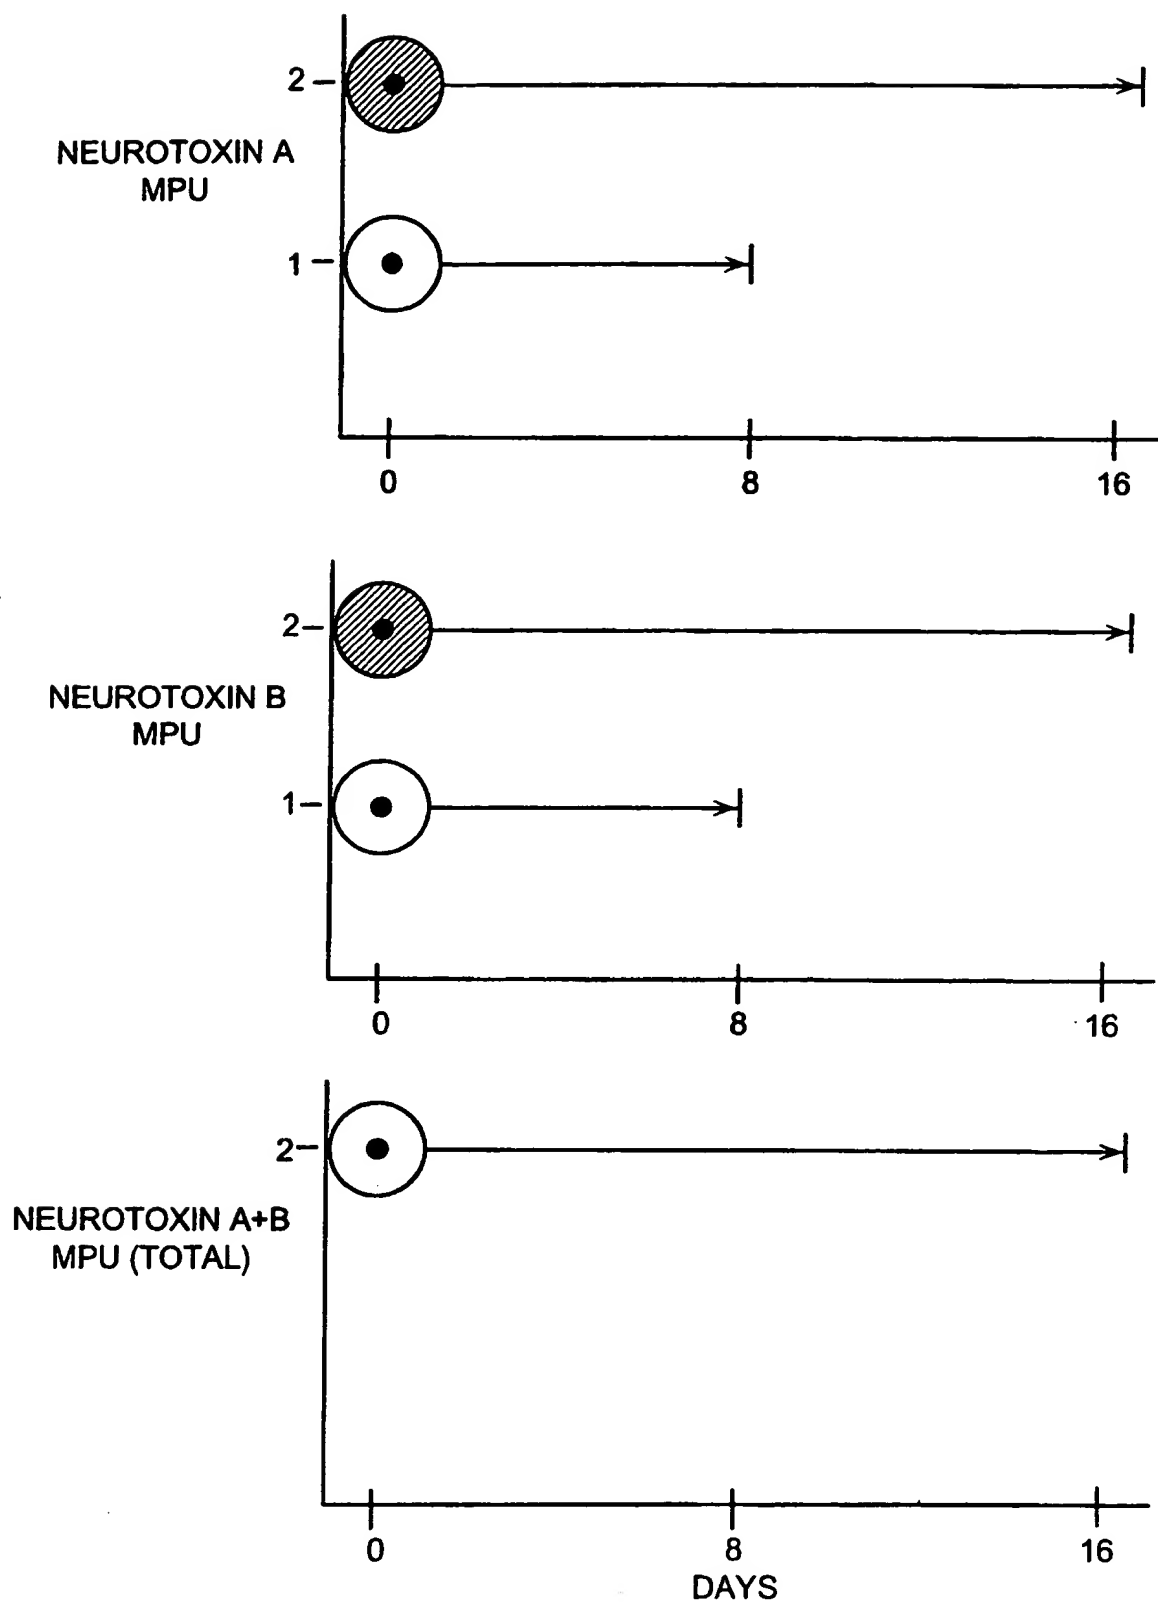 2
NEUROTOXIN A
MPU
1
0 8 16
2
NEUROTOXIN B
MPU
1
0 8 16
2
NEUROTOXIN A+B
MPU (TOTAL)
0 8 16
DAYS